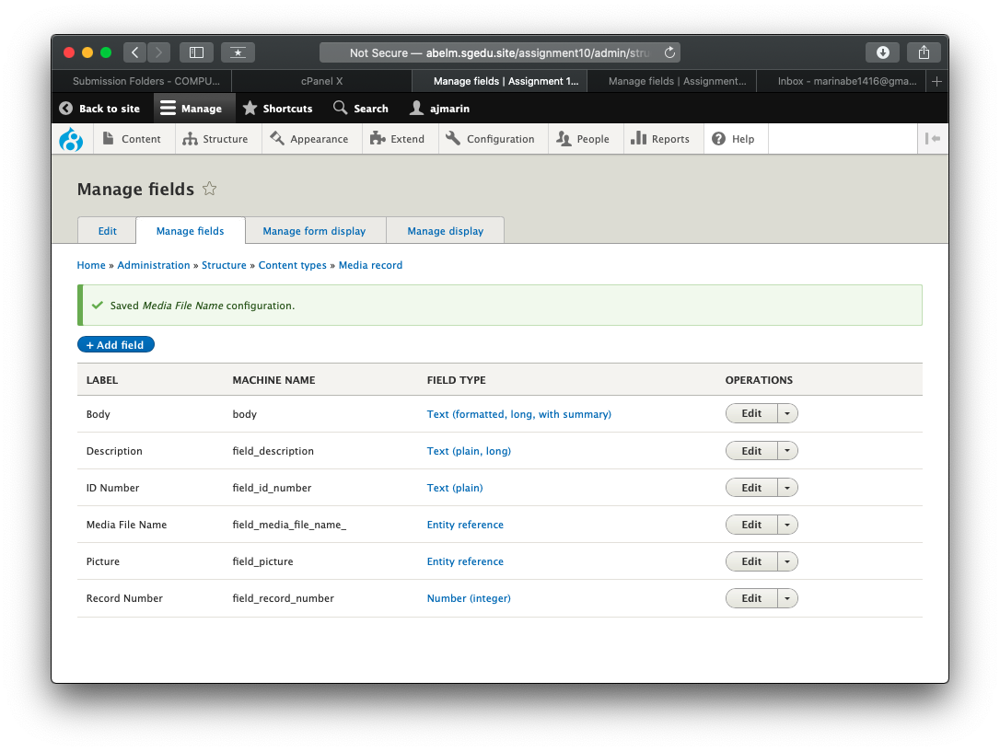 Not Secure — abelm.sgedu.site/assignment10/admin/stru
Submission Folders - COMPU... cPanel X Manage fields | Assignment 1... Manage fields | Assignment... Inbox - marinabe1416@gma...
Back to site Manage Shortcuts Search ajmarin
Content Structure Appearance Extend Configuration People Reports Help
Manage fields
Edit Manage fields Manage form display Manage display
Home » Administration » Structure » Content types » Media record
Saved Media File Name configuration.
+ Add field
LABEL MACHINE NAME FIELD TYPE OPERATIONS
Body body Text (formatted, long, with summary) Edit
Description field_description Text (plain, long) Edit
ID Number field_id_number Text (plain) Edit
Media File Name field_media_file_name_ Entity reference Edit
Picture field_picture Entity reference Edit
Record Number field_record_number Number (integer) Edit